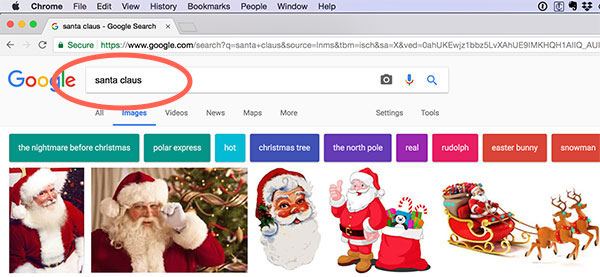 Chrome File Edit View History Bookmarks People Window Help
santa claus - Google Search
Secure https://www.google.com/search?q=santa+claus&source=lnms&tbm=isch&sa=X&ved=
Google santa claus
All Images Videos News Maps More Settings Tools
the nightmare before christmas polar express hot christmas tree the north pole real rudolph easter bunny snowman